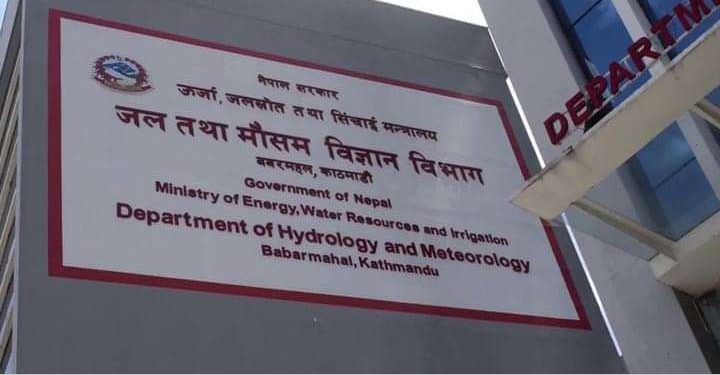 नेपाल सरकार
ऊर्जा, जलस्रोत तथा सिंचाई मन्त्रालय
जल तथा मौसम विज्ञान विभाग
बबरमहल, काठमाडौं
Government of Nepal
Ministry of Energy, Water Resources and Irrigation
Department of Hydrology and Meteorology
Babarmahal, Kathmandu
DEPARTM